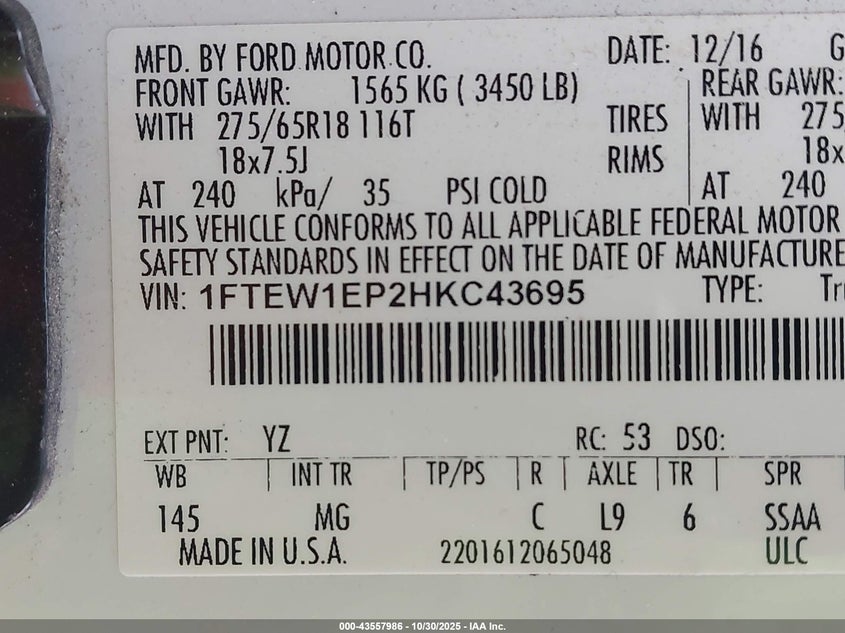 MFD. BY FORD MOTOR CO. DATE: 12/16 G
FRONT GAWR: 1565 KG ( 3450 LB) REAR GAWR:
WITH 275/65R18 116T TIRES WITH 275
18x7.5J RIMS 18x
AT 240 kPa/ 35 PSI COLD AT 240
THIS VEHICLE CONFORMS TO ALL APPLICABLE FEDERAL MOTOR
SAFETY STANDARDS IN EFFECT ON THE DATE OF MANUFACTURE
VIN: 1FTEW1EP2HKC43695 TYPE: Tr
EXT PNT: YZ RC: 53 DSO:
WB INT TR TP/PS R AXLE TR SPR
145 MG C L9 6 SSAA
MADE IN U.S.A. 2201612065048 ULC
000-43557986 - 10/30/2025 - IAA Inc.